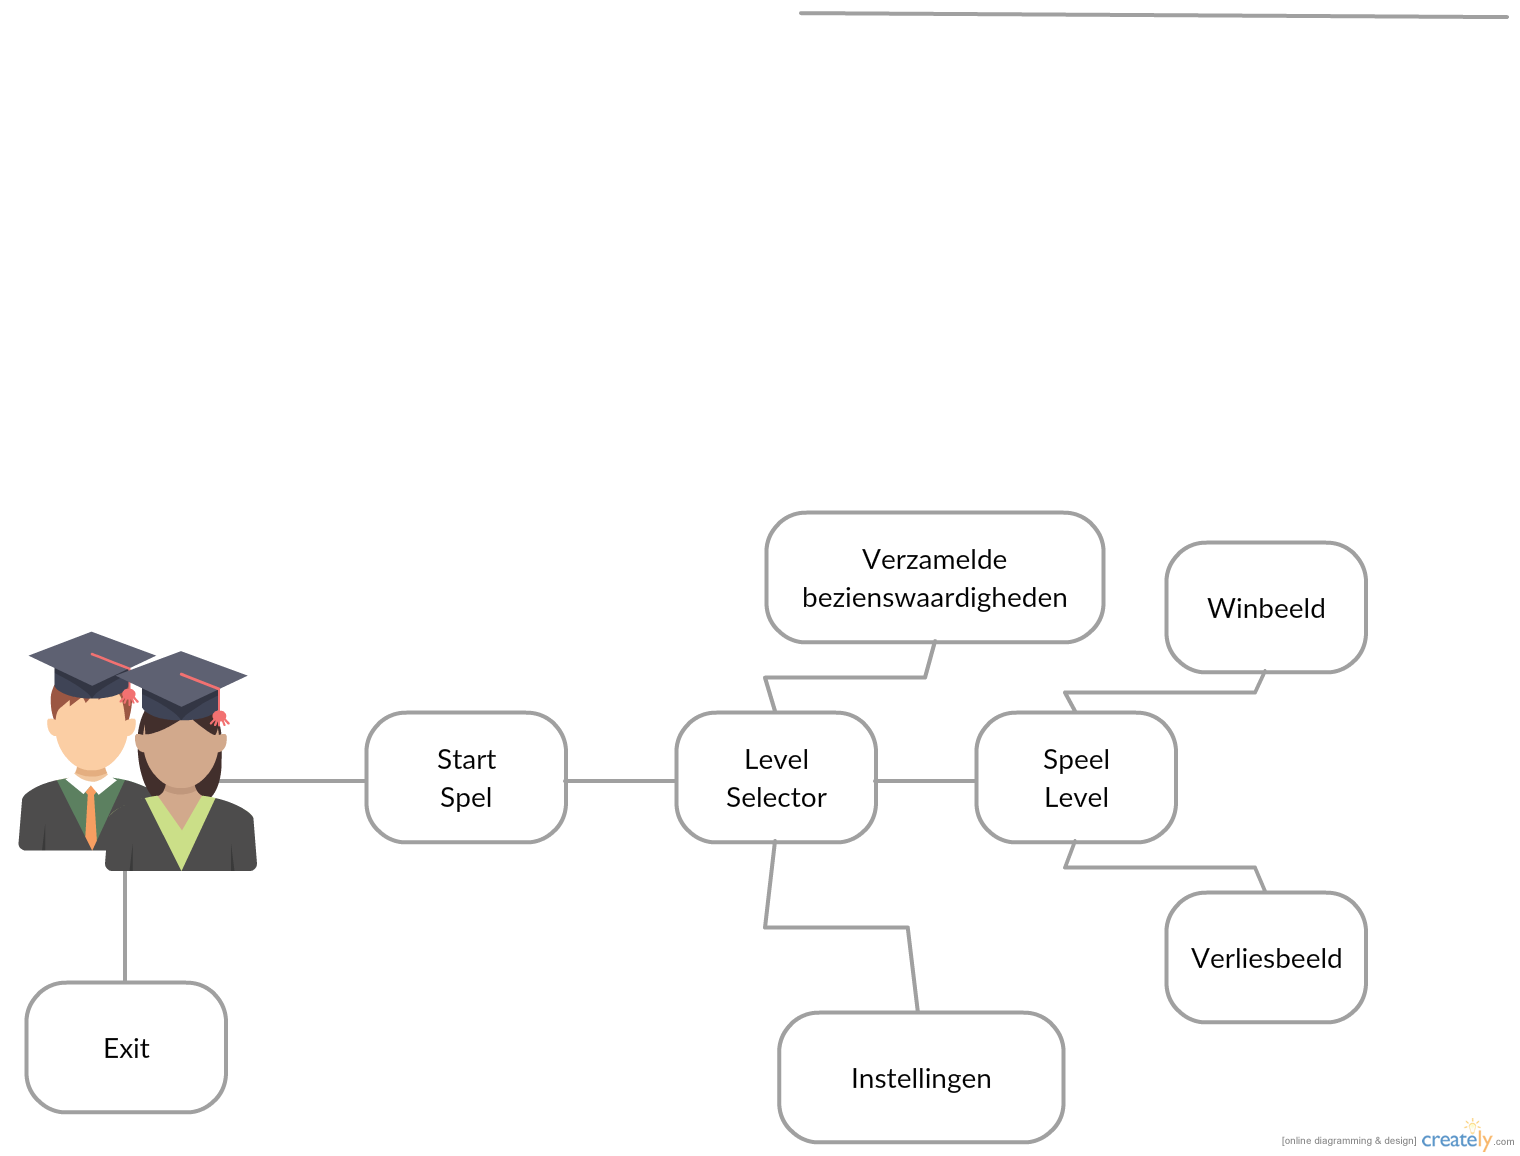 Verzamelde
bezienswaardigheden
Winbeeld
Start
Spel
Level
Selector
Speel
Level
Verliesbeeld
Exit
Instellingen
[online diagramming & design] creately.com